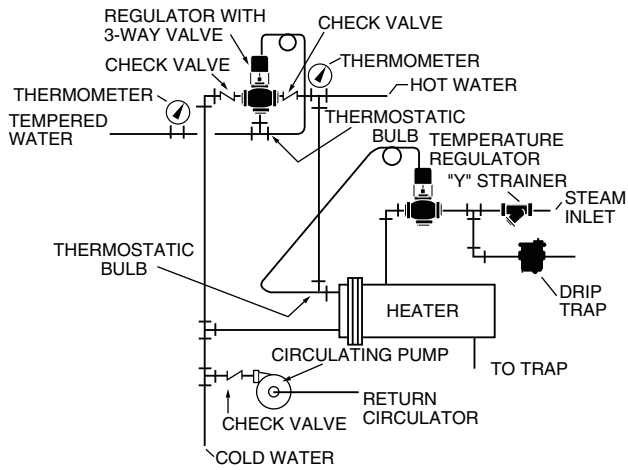 REGULATOR WITH
3-WAY VALVE
CHECK VALVE
CHECK VALVE
THERMOMETER
HOT WATER
THERMOMETER
TEMPERED
WATER
THERMOSTATIC
BULB
TEMPERATURE
REGULATOR
"Y" STRAINER
STEAM
INLET
THERMOSTATIC
BULB
DRIP
TRAP
HEATER
CIRCULATING PUMP
TO TRAP
RETURN
CIRCULATOR
CHECK VALVE
COLD WATER